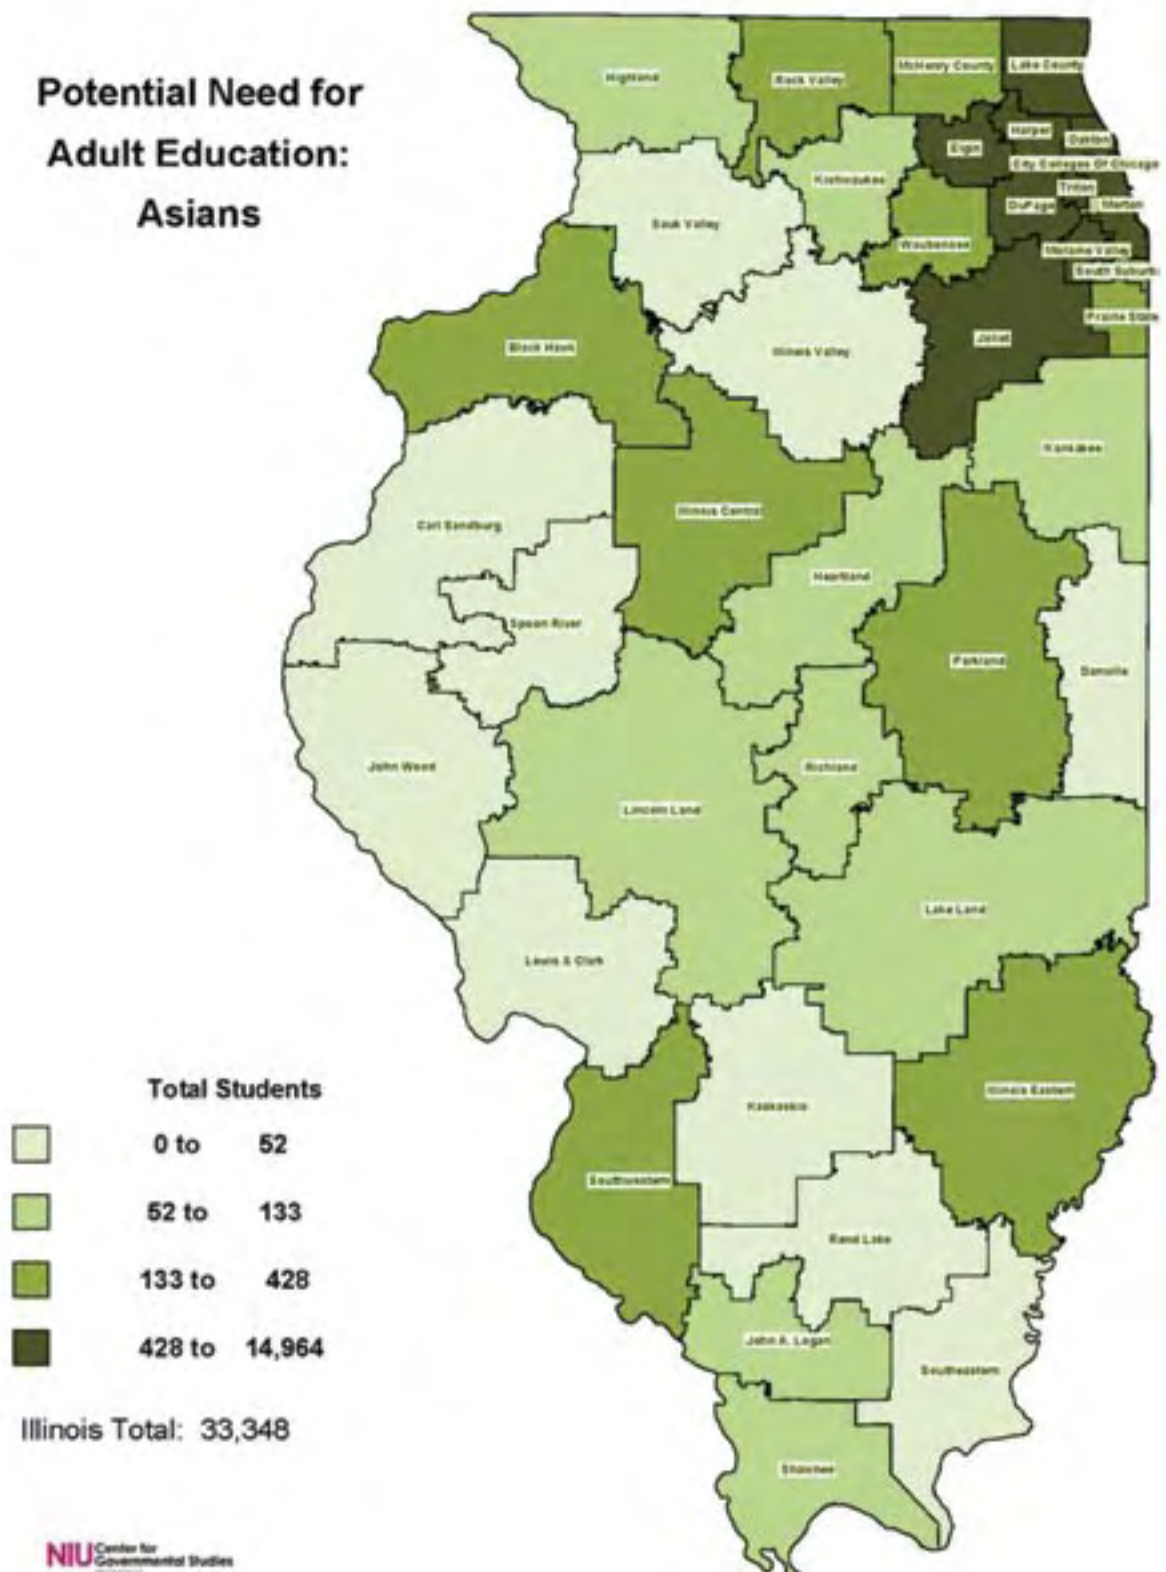 Potential Need for
Adult Education:
Asians
Highland
Rock Valley
McHenry County
Lake County
Elgin
Harper
Oakton
City Colleges Of Chicago
Kishwaukee
Triton
DuPage
Morton
Sauk Valley
Waubonsee
Moraine Valley
South Suburb
Prairie State
Black Hawk
Illinois Valley
Joliet
Kankakee
Carl Sandburg
Illinois Central
Heartland
Spoon River
Parkland
Danville
John Wood
Richland
Lincoln Land
Lake Land
Lewis & Clark
Kaskaskia
Illinois Eastern
Southwestern
Rend Lake
John A. Logan
Southeastern
Shawnee
Total Students
0 to 52
52 to 133
133 to 428
428 to 14,964
Illinois Total: 33,348
NIU Center for
Governmental Studies